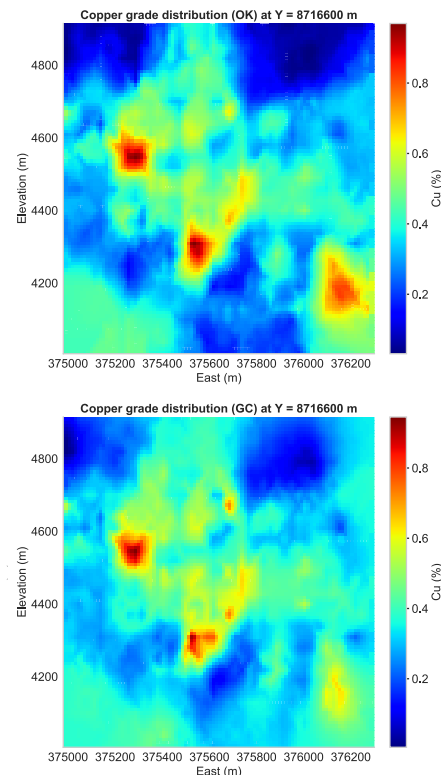 Copper grade distribution (OK) at Y = 8716600 m
4800
4600
4400
4200
Elevation (m)
375000 375200 375400 375600 375800 376000 376200
East (m)
0,8
0,6
0,4
0,2
Cu (%)
Copper grade distribution (GC) at Y = 8716600 m
4800
4600
4400
4200
Elevation (m)
375000 375200 375400 375600 375800 376000 376200
East (m)
0,8
0,6
0,4
0,2
Cu (%)